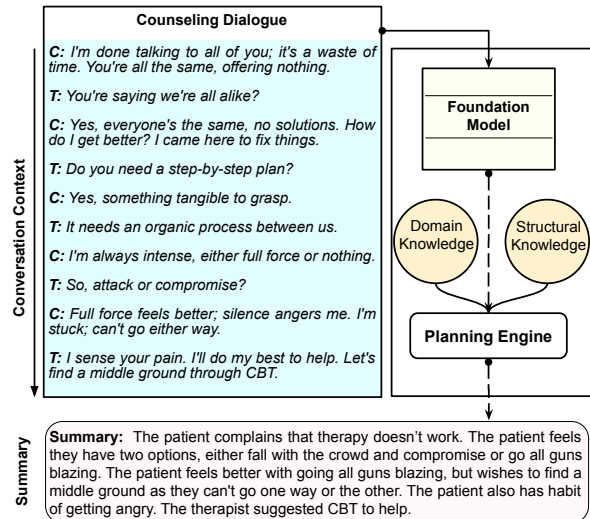 Counseling Dialogue
C: I'm done talking to all of you; it's a waste of
time. You're all the same, offering nothing.
T: You're saying we're all alike?
C: Yes, everyone's the same, no solutions. How
do I get better? I came here to fix things.
T: Do you need a step-by-step plan?
C: Yes, something tangible to grasp.
T: It needs an organic process between us.
C: I'm always intense, either full force or nothing.
T: So, attack or compromise?
C: Full force feels better; silence angers me. I'm
stuck; can't go either way.
T: I sense your pain. I'll do my best to help. Let's
find a middle ground through CBT.
Conversation Context
Foundation
Model
Domain
Knowledge
Structural
Knowledge
Planning Engine
Summary
Summary: The patient complains that therapy doesn't work. The patient feels
they have two options, either fall with the crowd and compromise or go all guns
blazing. The patient feels better with going all guns blazing, but wishes to find a
middle ground as they can't go one way or the other. The patient also has habit
of getting angry. The therapist suggested CBT to help.